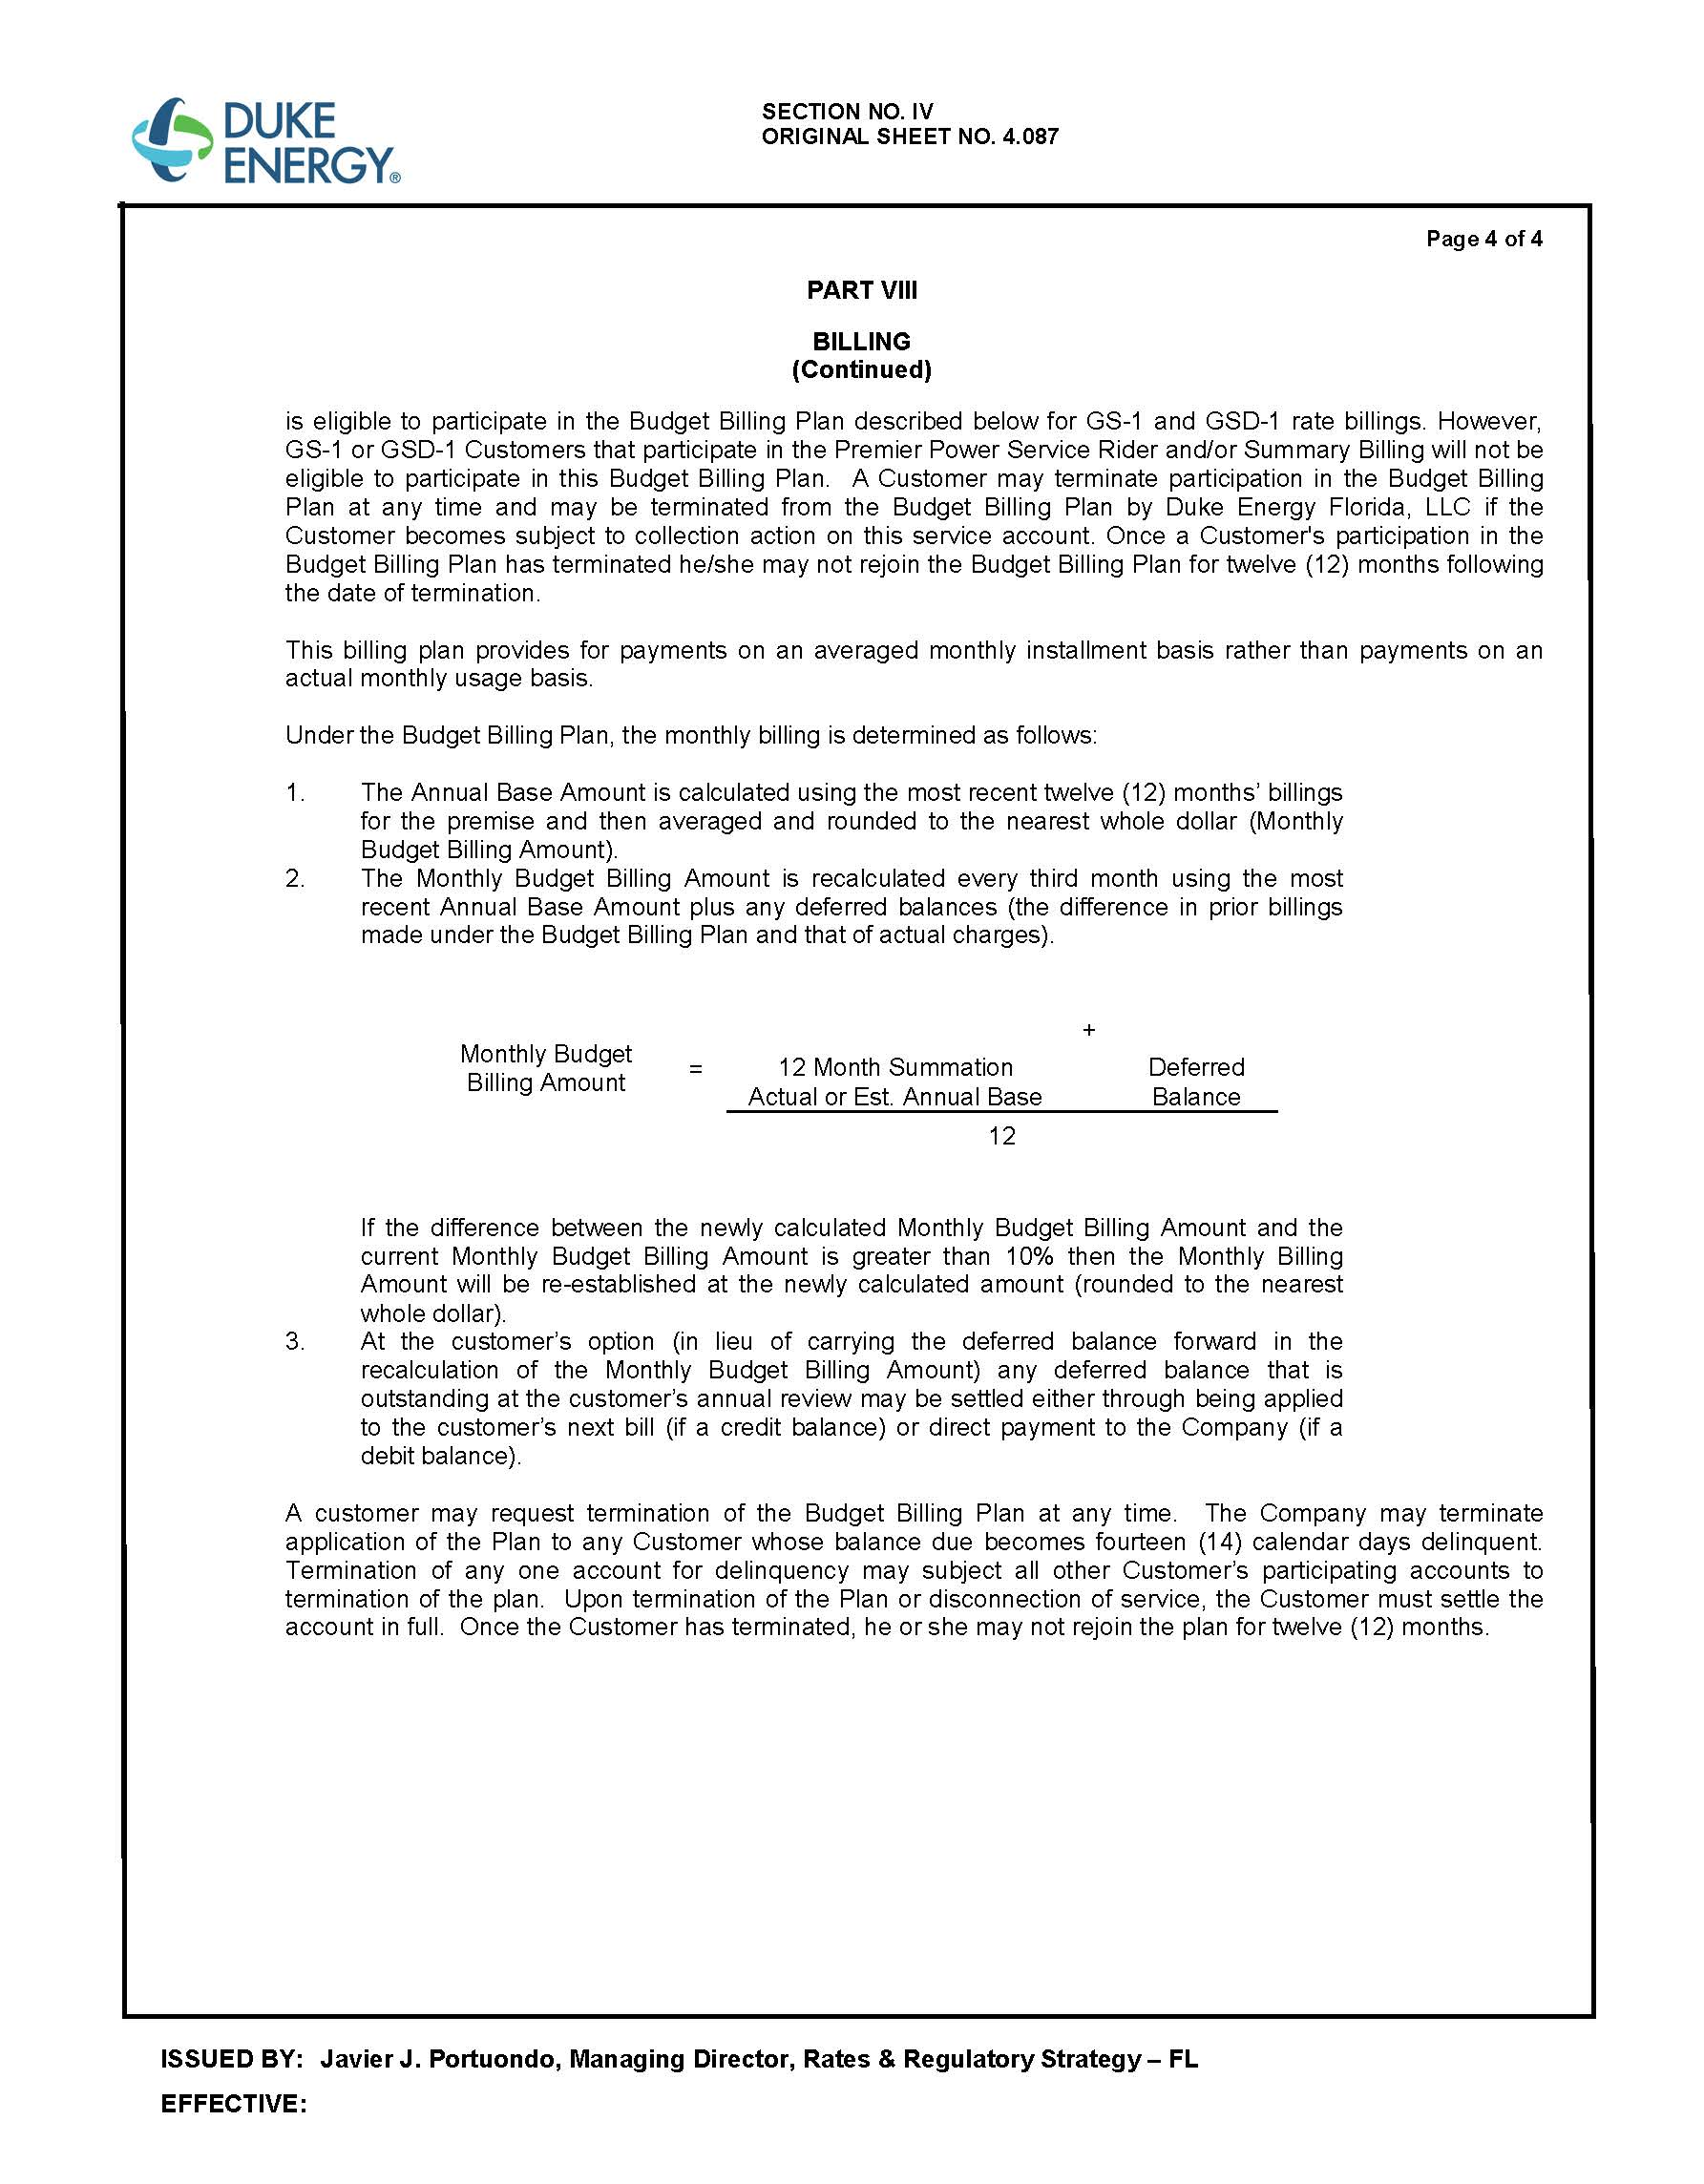 DUKE
ENERGY®
SECTION NO. IV
ORIGINAL SHEET NO. 4.087
Page 4 of 4
PART VIII
BILLING
(Continued)
is eligible to participate in the Budget Billing Plan described below for GS-1 and GSD-1 rate billings. However,
GS-1 or GSD-1 Customers that participate in the Premier Power Service Rider and/or Summary Billing will not be
eligible to participate in this Budget Billing Plan.  A Customer may terminate participation in the Budget Billing
Plan at any time and may be terminated from the Budget Billing Plan by Duke Energy Florida, LLC if the
Customer becomes subject to collection action on this service account. Once a Customer's participation in the
Budget Billing Plan has terminated he/she may not rejoin the Budget Billing Plan for twelve (12) months following
the date of termination.
This billing plan provides for payments on an averaged monthly installment basis rather than payments on an
actual monthly usage basis.
Under the Budget Billing Plan, the monthly billing is determined as follows:
1. The Annual Base Amount is calculated using the most recent twelve (12) months’ billings
for the premise and then averaged and rounded to the nearest whole dollar (Monthly
Budget Billing Amount).
2. The Monthly Budget Billing Amount is recalculated every third month using the most
recent Annual Base Amount plus any deferred balances (the difference in prior billings
made under the Budget Billing Plan and that of actual charges).
+
Monthly Budget
Billing Amount
=
12 Month Summation Deferred
Actual or Est. Annual Base Balance
12
If the difference between the newly calculated Monthly Budget Billing Amount and the
current Monthly Budget Billing Amount is greater than 10% then the Monthly Billing
Amount will be re-established at the newly calculated amount (rounded to the nearest
whole dollar).
3. At the customer’s option (in lieu of carrying the deferred balance forward in the
recalculation of the Monthly Budget Billing Amount) any deferred balance that is
outstanding at the customer’s annual review may be settled either through being applied
to the customer’s next bill (if a credit balance) or direct payment to the Company (if a
debit balance).
A customer may request termination of the Budget Billing Plan at any time.  The Company may terminate
application of the Plan to any Customer whose balance due becomes fourteen (14) calendar days delinquent.
Termination of any one account for delinquency may subject all other Customer’s participating accounts to
termination of the plan.  Upon termination of the Plan or disconnection of service, the Customer must settle the
account in full.  Once the Customer has terminated, he or she may not rejoin the plan for twelve (12) months.
ISSUED BY: Javier J. Portuondo, Managing Director, Rates & Regulatory Strategy – FL
EFFECTIVE: